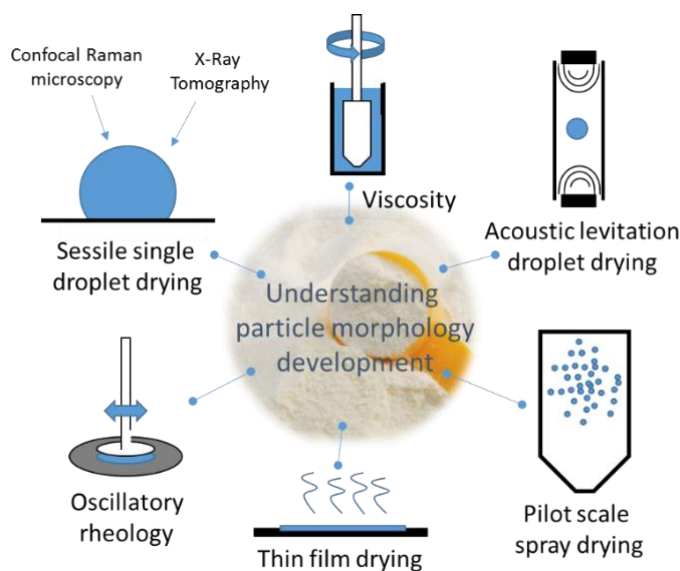 Confocal Raman
microscopy
X-Ray
Tomography
Viscosity
Sessile single
droplet drying
Acoustic levitation
droplet drying
Understanding
particle morphology
development
Oscillatory
rheology
Thin film drying
Pilot scale
spray drying